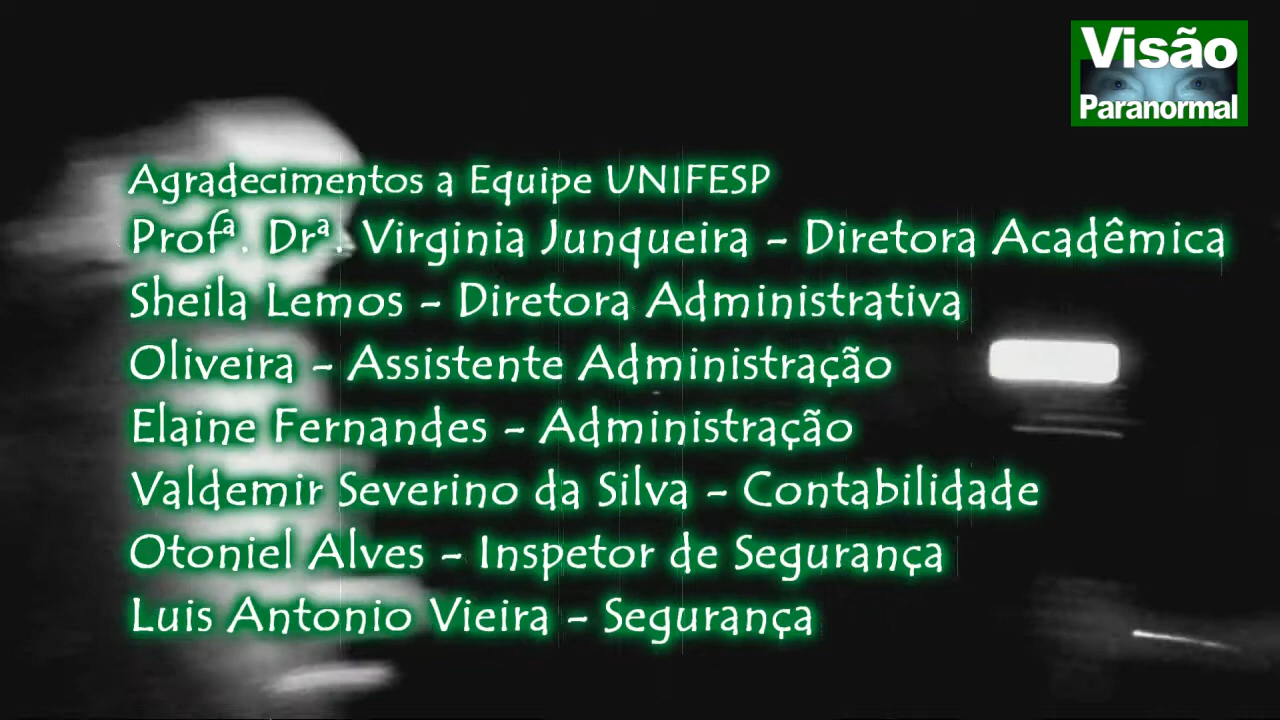 Visão
Paranormal
Agradecimentos a Equipe UNIFESP
Profª. Drª. Virginia Junqueira - Diretora Acadêmica
Sheila Lemos - Diretora Administrativa
Oliveira - Assistente Administração
Elaine Fernandes - Administração
Valdemir Severino da Silva - Contabilidade
Otoniel Alves - Inspetor de Segurança
Luis Antonio Vieira - Segurança